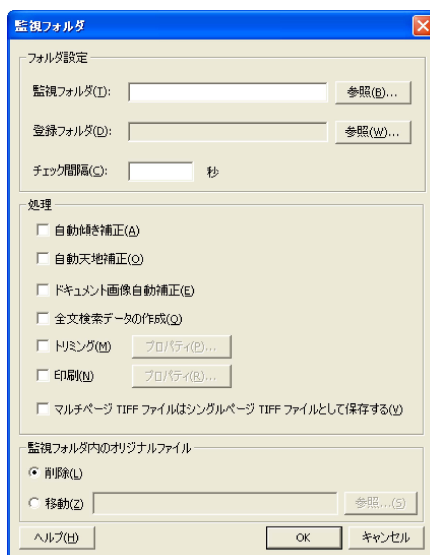 監視フォルダ
フォルダ設定
監視フォルダ(T): 参照(B)...
登録フォルダ(D): 参照(W)...
チェック間隔(C): 秒
処理
自動傾き補正(A)
自動天地補正(O)
ドキュメント画像自動補正(E)
全文検索データの作成(Q)
トリミング(M) プロパティ(P)...
印刷(N) プロパティ(R)...
マルチページ TIFF ファイルはシングルページ TIFF ファイルとして保存する(V)
監視フォルダ内のオリジナルファイル
削除(L)
移動(Z) 参照...(S)
ヘルプ(H) OK キャンセル